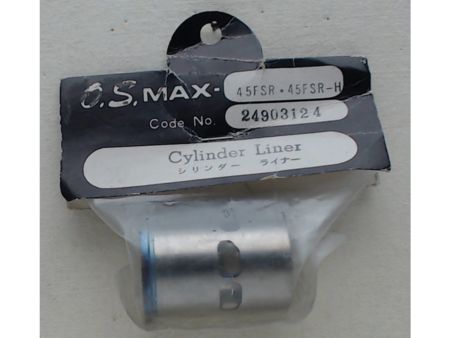 O.S. MAX- 45FSR・45FSR-H
Code No. 24903124
Cylinder Liner
シリンダー ライナー